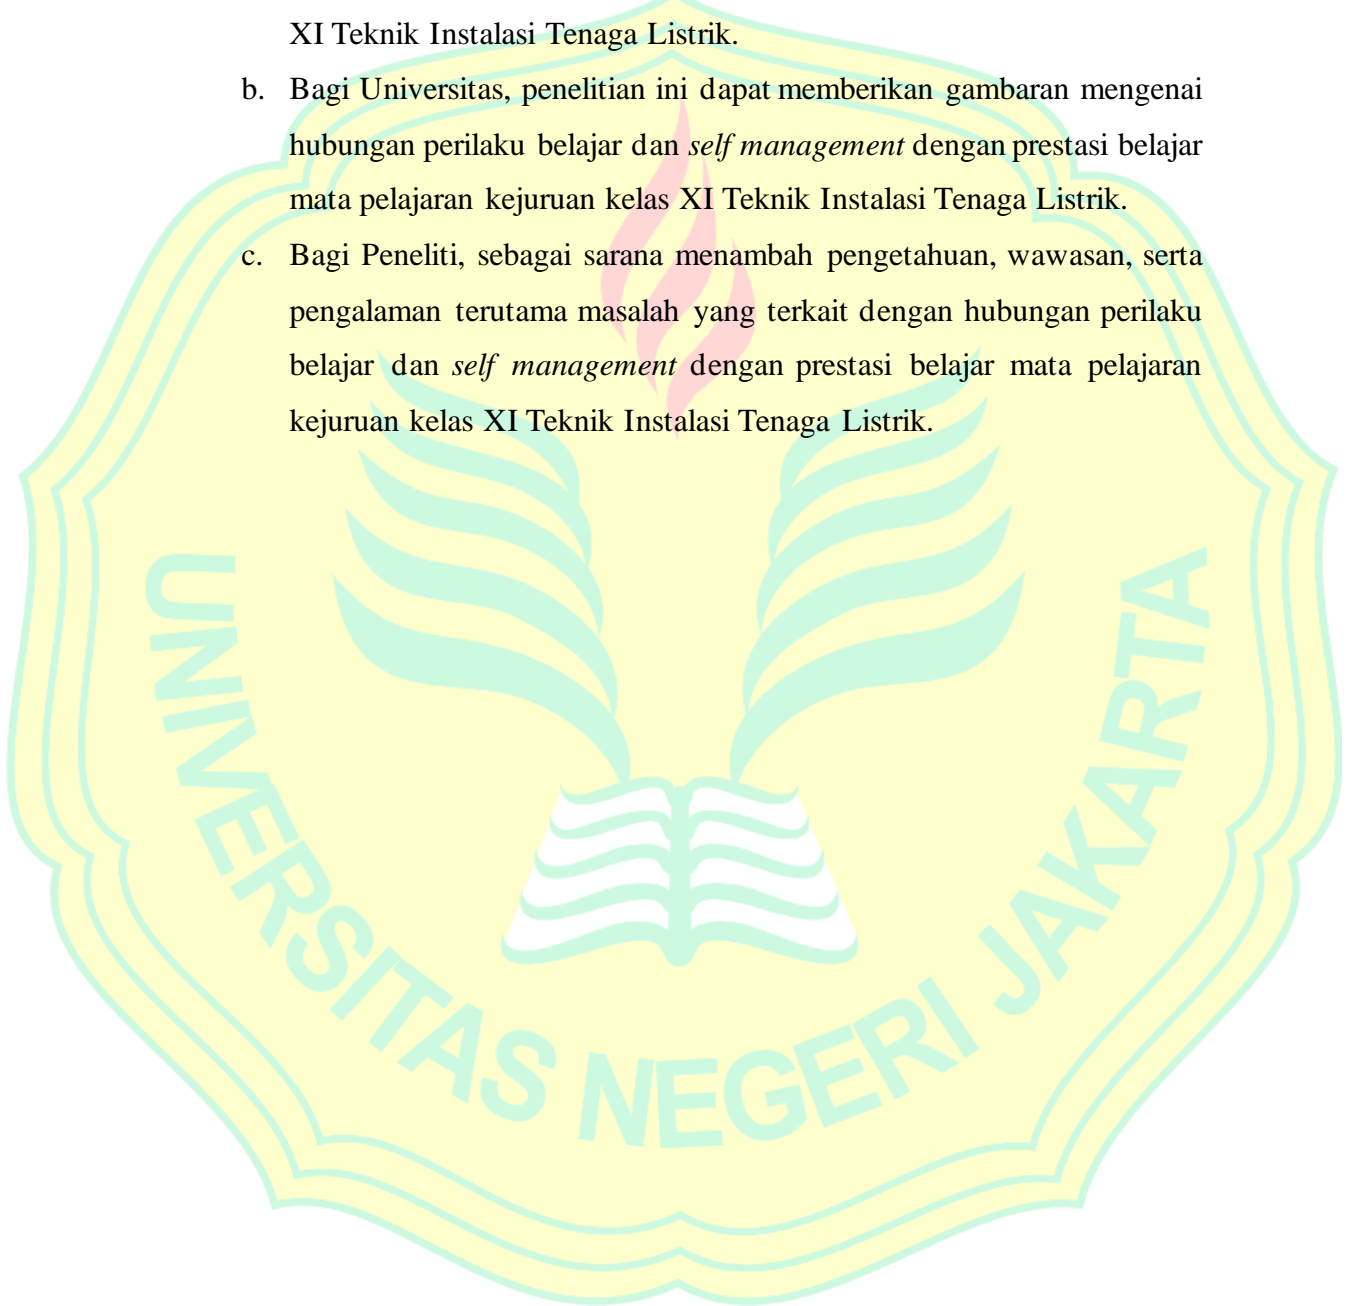 XI Teknik Instalasi Tenaga Listrik.
b. Bagi Universitas, penelitian ini dapat memberikan gambaran mengenai
hubungan perilaku belajar dan self management dengan prestasi belajar
mata pelajaran kejuruan kelas XI Teknik Instalasi Tenaga Listrik.
c. Bagi Peneliti, sebagai sarana menambah pengetahuan, wawasan, serta
pengalaman terutama masalah yang terkait dengan hubungan perilaku
belajar dan self management dengan prestasi belajar mata pelajaran
kejuruan kelas XI Teknik Instalasi Tenaga Listrik.
UNIVERSITAS NEGERI JAKARTA